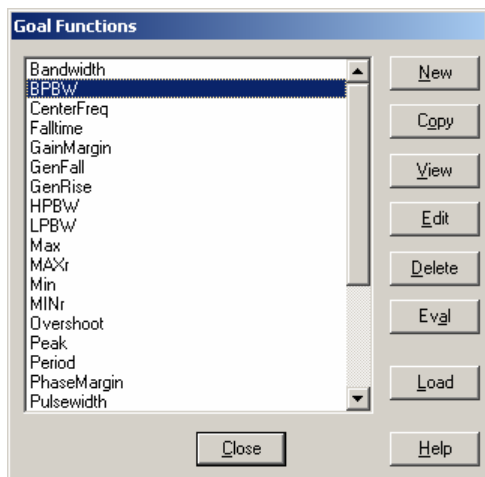 Goal Functions
Bandwidth
BPBW
CenterFreq
Falltime
GainMargin
GenFall
GenRise
HPBW
LPBW
Max
MAXr
Min
MINr
Overshoot
Peak
Period
PhaseMargin
Pulsewidth
New
Copy
View
Edit
Delete
Eval
Load
Close
Help